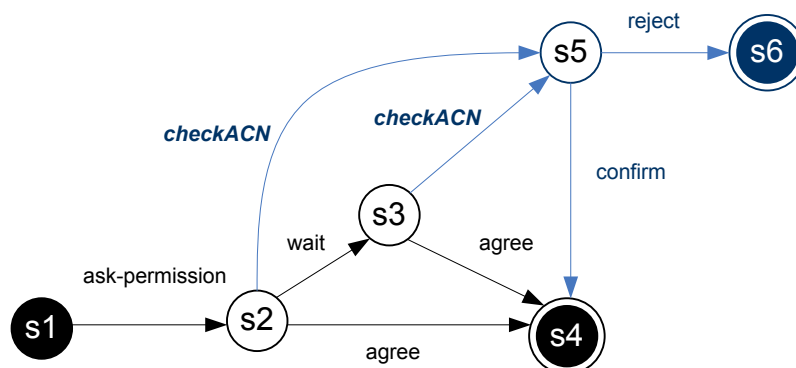 reject
s5
s6
checkACN
checkACN
confirm
s3
wait
agree
ask-permission
s1
s2
s4
agree